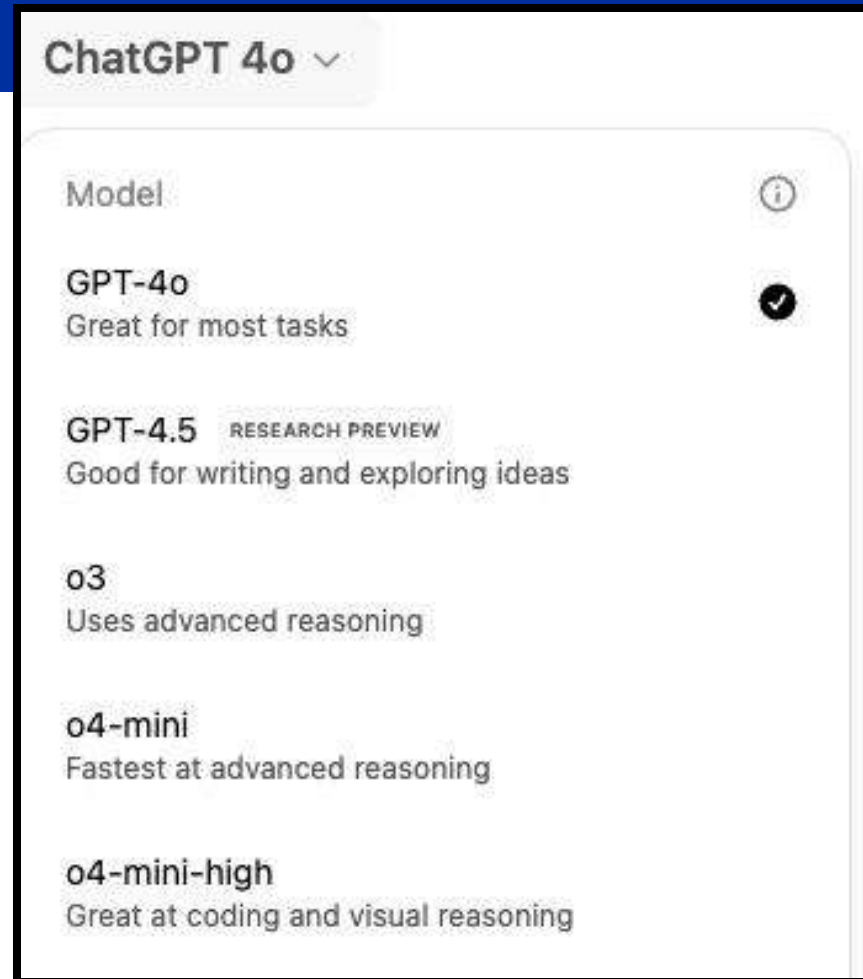 ChatGPT 4o
Model
GPT-4o
Great for most tasks
GPT-4.5 RESEARCH PREVIEW
Good for writing and exploring ideas
o3
Uses advanced reasoning
o4-mini
Fastest at advanced reasoning
o4-mini-high
Great at coding and visual reasoning